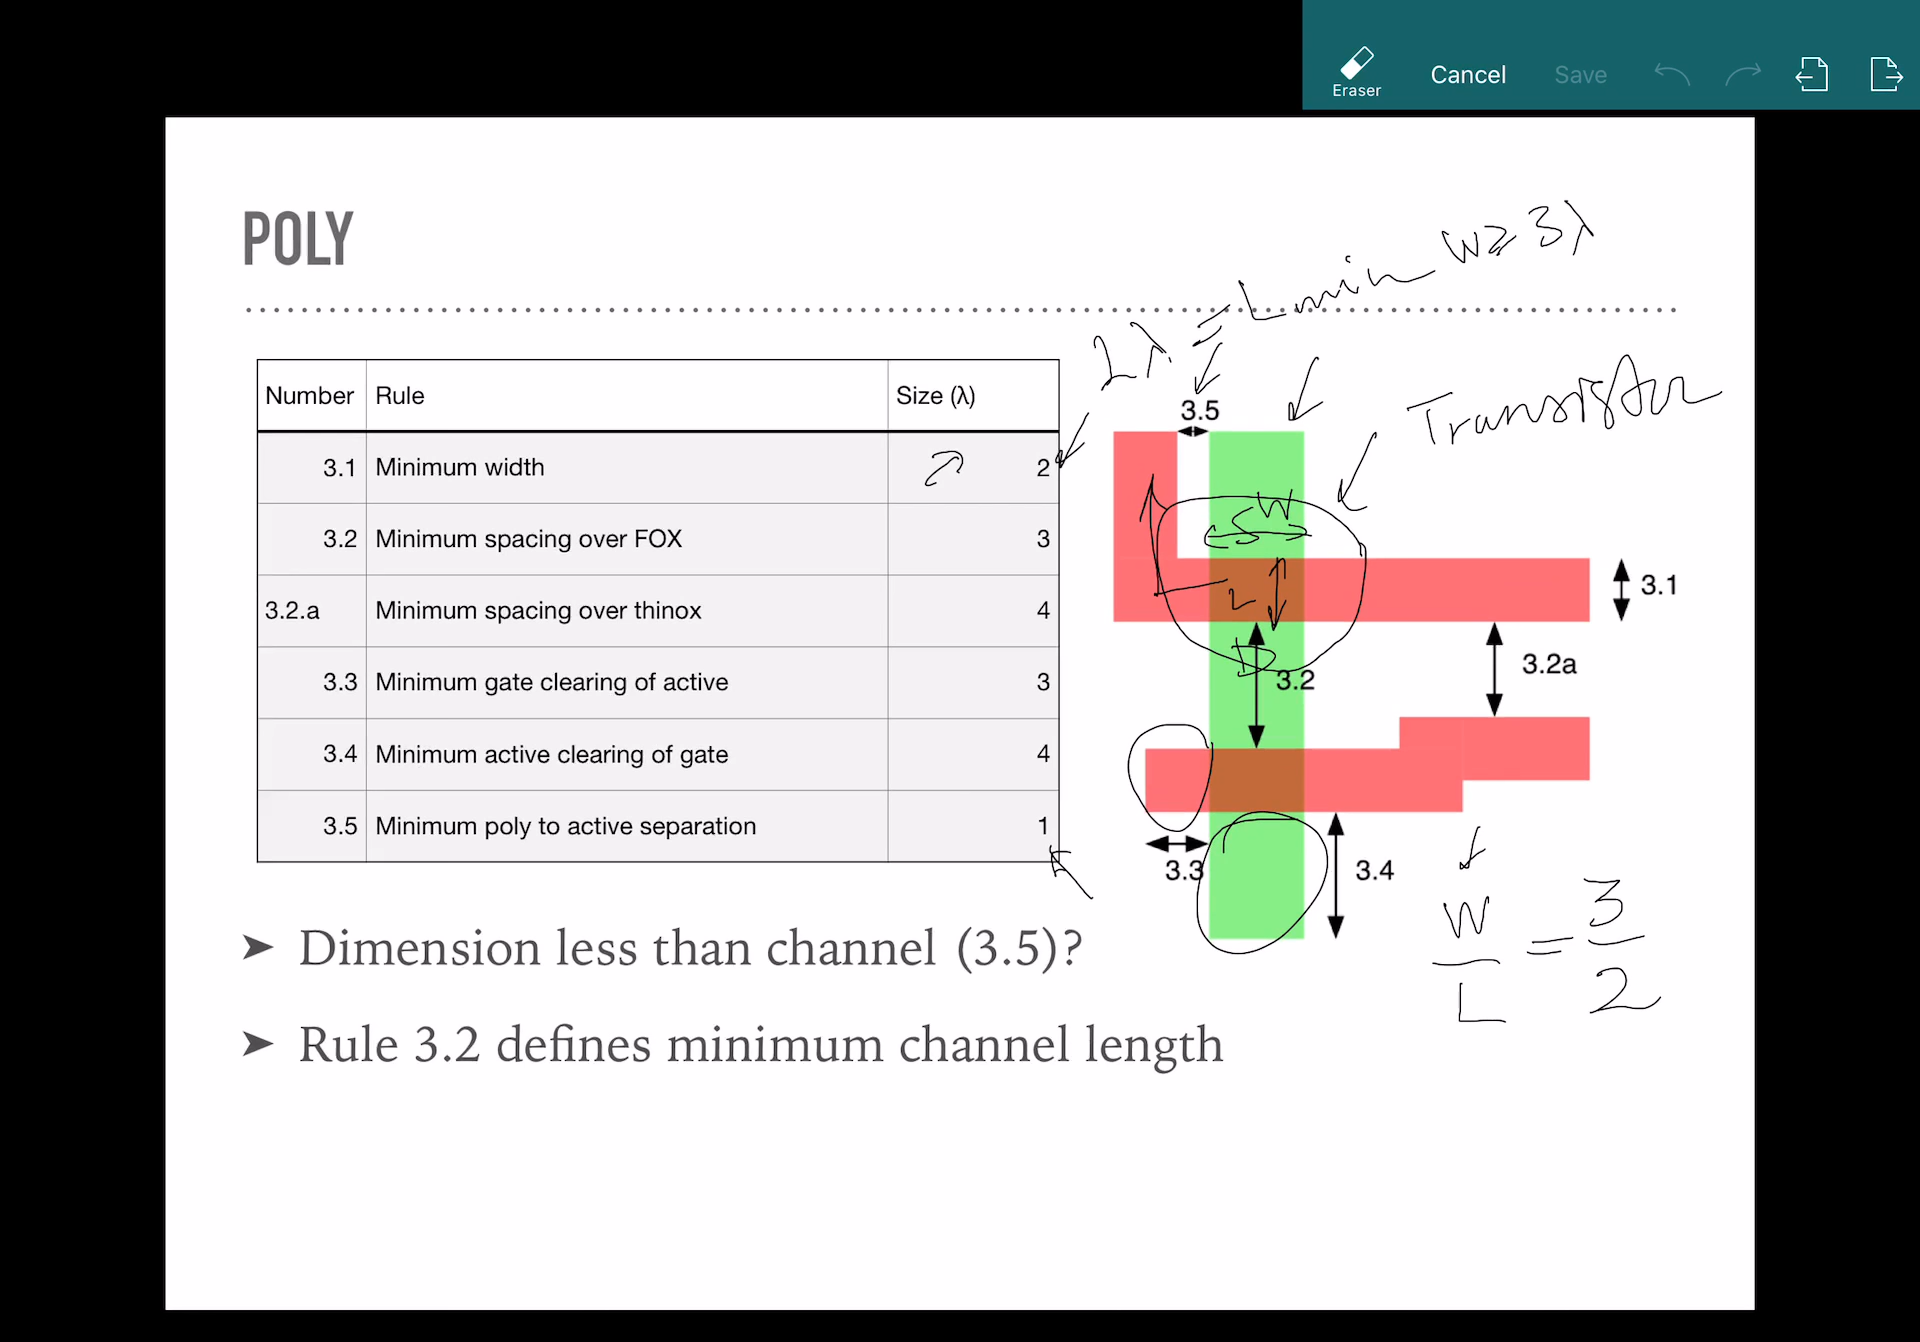 Eraser Cancel Save
POLY
W ≥ 3λ
2λ = Lmin
Transistor
Number Rule Size (λ)
3.1 Minimum width 2
3.2 Minimum spacing over FOX 3
3.2.a Minimum spacing over thinox 4
3.3 Minimum gate clearing of active 3
3.4 Minimum active clearing of gate 4
3.5 Minimum poly to active separation 1
3.5
S W
L
3.1
D
3.2
3.2a
3.3
3.4
W/L = 3/2
➤ Dimension less than channel (3.5)?
➤ Rule 3.2 defines minimum channel length